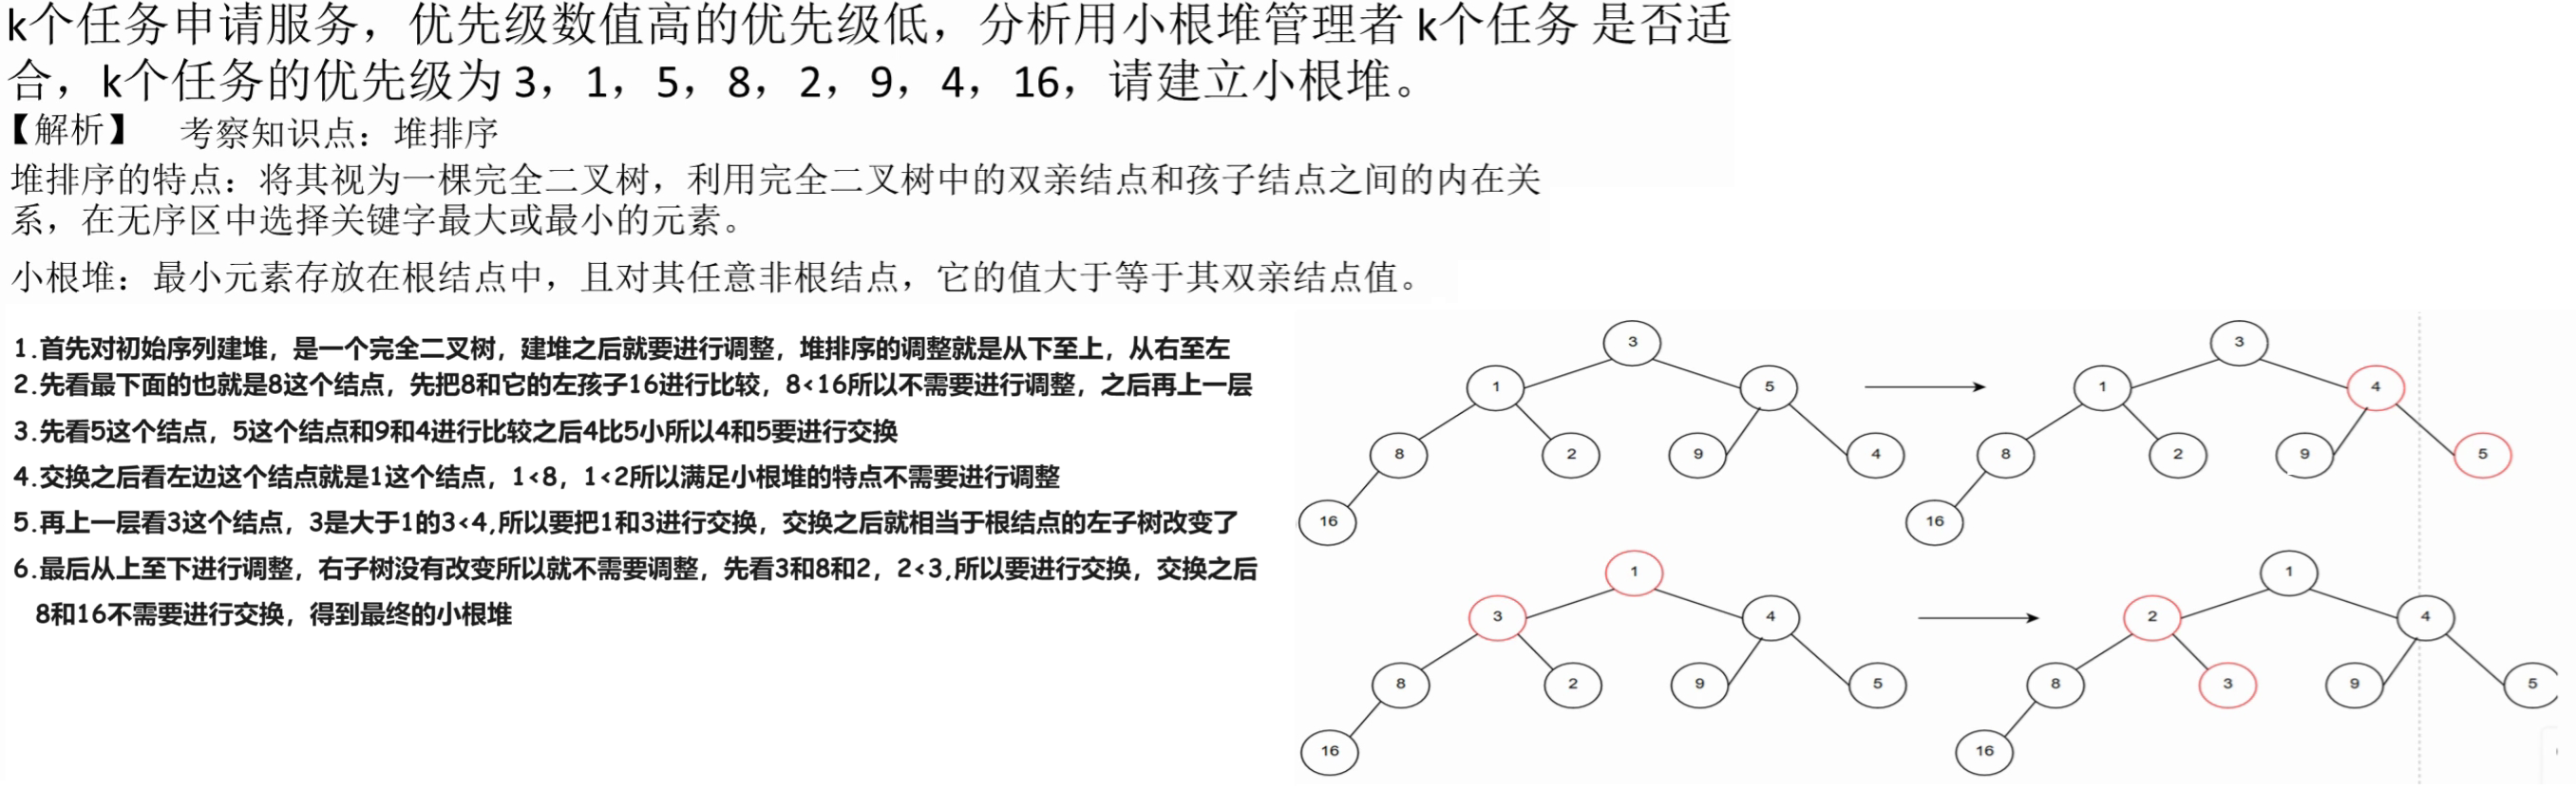 k个任务申请服务，优先级数值高的优先级低，分析用小根堆管理者 k个任务 是否适
合，k个任务的优先级为 3，1，5，8，2，9，4，16，请建立小根堆。
【解析】 考察知识点：堆排序
堆排序的特点：将其视为一棵完全二叉树，利用完全二叉树中的双亲结点和孩子结点之间的内在关
系，在无序区中选择关键字最大或最小的元素。
小根堆：最小元素存放在根结点中，且对其任意非根结点，它的值大于等于其双亲结点值。
1.首先对初始序列建堆，是一个完全二叉树，建堆之后就要进行调整，堆排序的调整就是从下至上，从右至左
2.先看最下面的也就是8这个结点，先把8和它的左孩子16进行比较，8<16所以不需要进行调整，之后再上一层
3.先看5这个结点，5这个结点和9和4进行比较之后4比5小所以4和5要进行交换
4.交换之后看左边这个结点就是1这个结点，1<8，1<2所以满足小根堆的特点不需要进行调整
5.再上一层看3这个结点，3是大于1的3<4,所以要把1和3进行交换，交换之后就相当于根结点的左子树改变了
6.最后从上至下进行调整，右子树没有改变所以就不需要调整，先看3和8和2，2<3,所以要进行交换，交换之后
8和16不需要进行交换，得到最终的小根堆
3
1 5
8 2 9 4
16
3
1 4
8 2 9 5
16
1
3 4
8 2 9 5
16
1
2 4
8 3 9 5
16